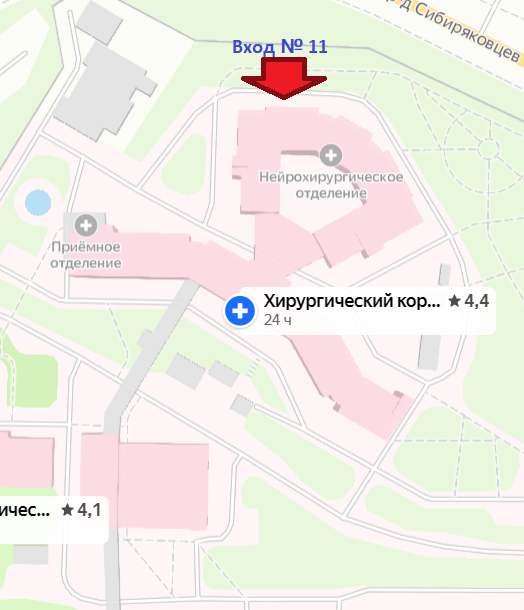 д Сибиряковцев
Вход № 11
Нейрохирургическое
отделение
Приёмное
отделение
Хирургический кор... ★ 4,4
24 ч
ичес... ★ 4,1